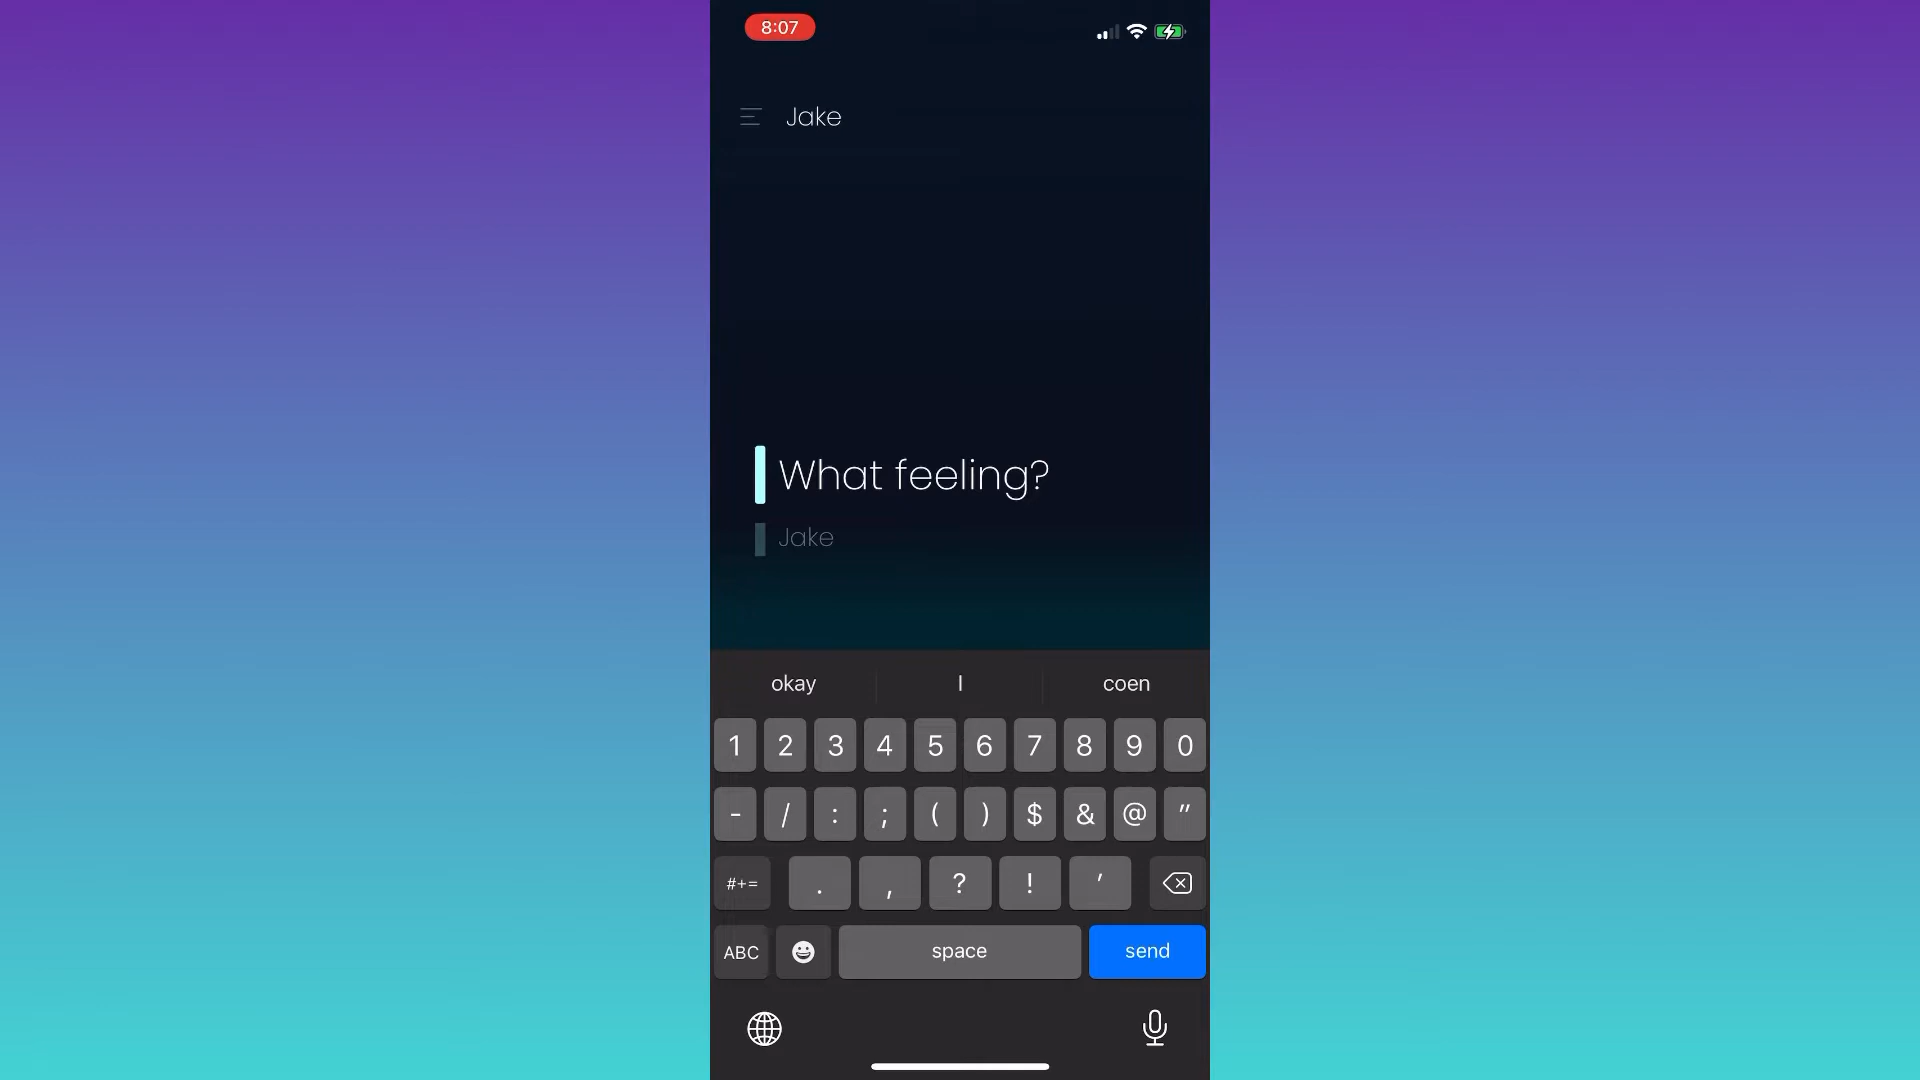 8:07
Jake
What feeling?
Jake
okay I coen
1 2 3 4 5 6 7 8 9 0
- / : ; ( ) $ & @ "
#+= . , ? ! '
ABC space send